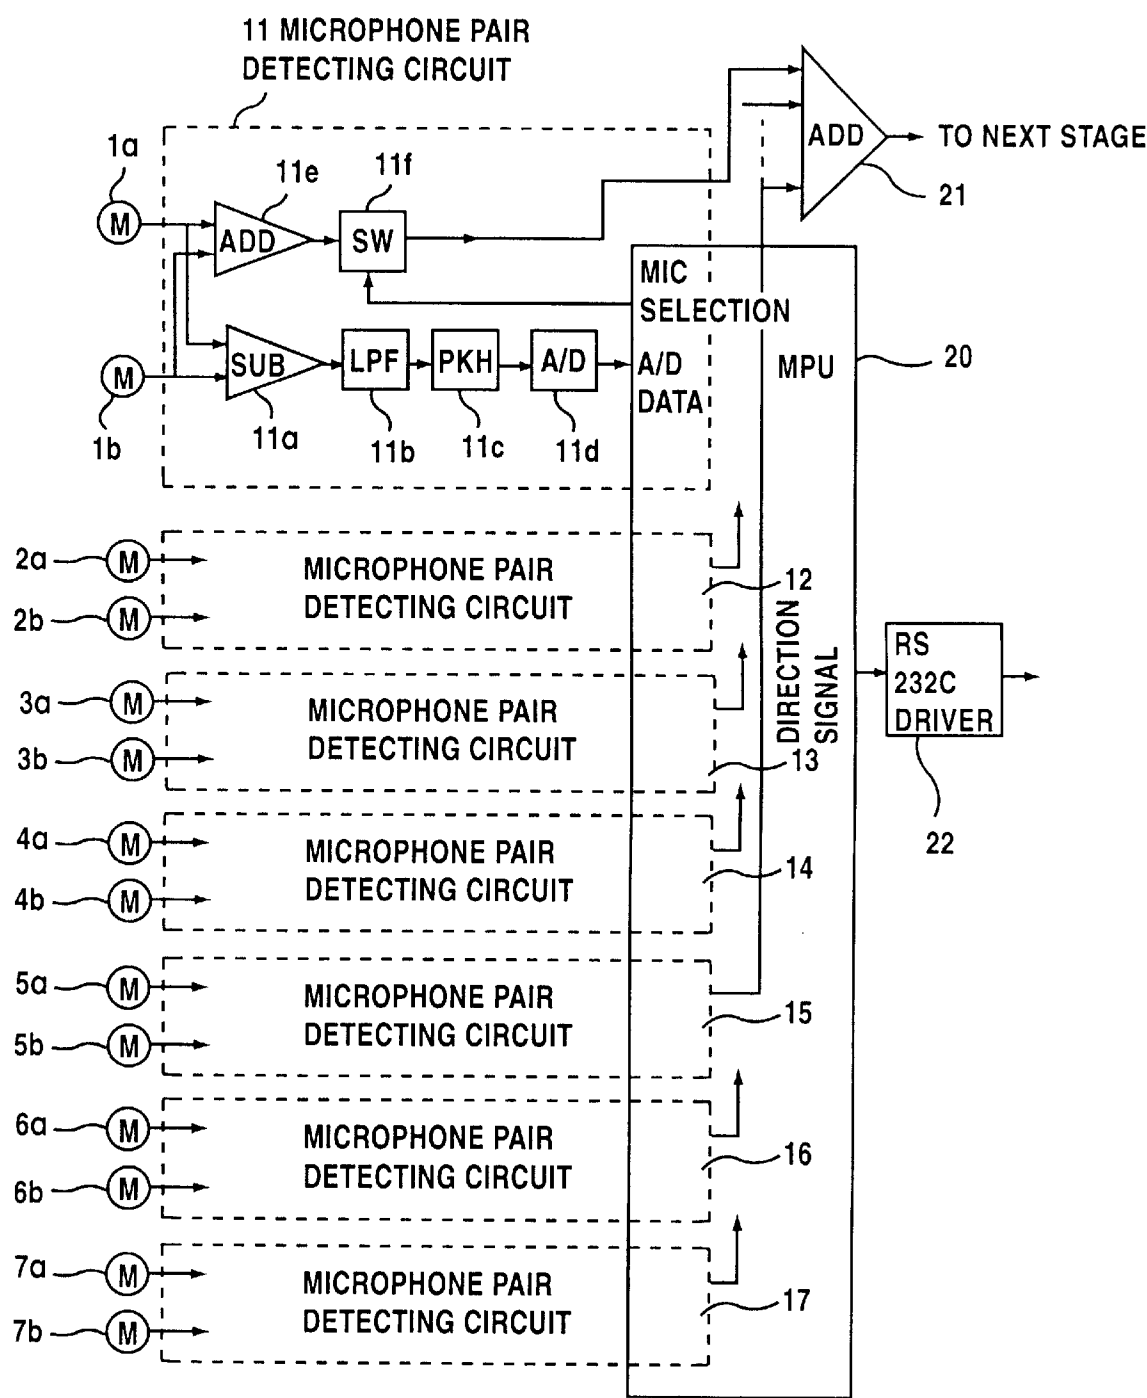 11 MICROPHONE PAIR
DETECTING CIRCUIT
1a
11e
11f
M
ADD
SW
ADD
TO NEXT STAGE
21
MIC
SELECTION
M
SUB
LPF
PKH
A/D
A/D
DATA
MPU
20
1b
11a
11b
11c
11d
2a
M
MICROPHONE PAIR
DETECTING CIRCUIT
12
2b
M
DIRECTION
SIGNAL
RS
232C
DRIVER
22
3a
M
MICROPHONE PAIR
DETECTING CIRCUIT
13
3b
M
4a
M
MICROPHONE PAIR
DETECTING CIRCUIT
14
4b
M
5a
M
MICROPHONE PAIR
DETECTING CIRCUIT
15
5b
M
6a
M
MICROPHONE PAIR
DETECTING CIRCUIT
16
6b
M
7a
M
MICROPHONE PAIR
DETECTING CIRCUIT
17
7b
M